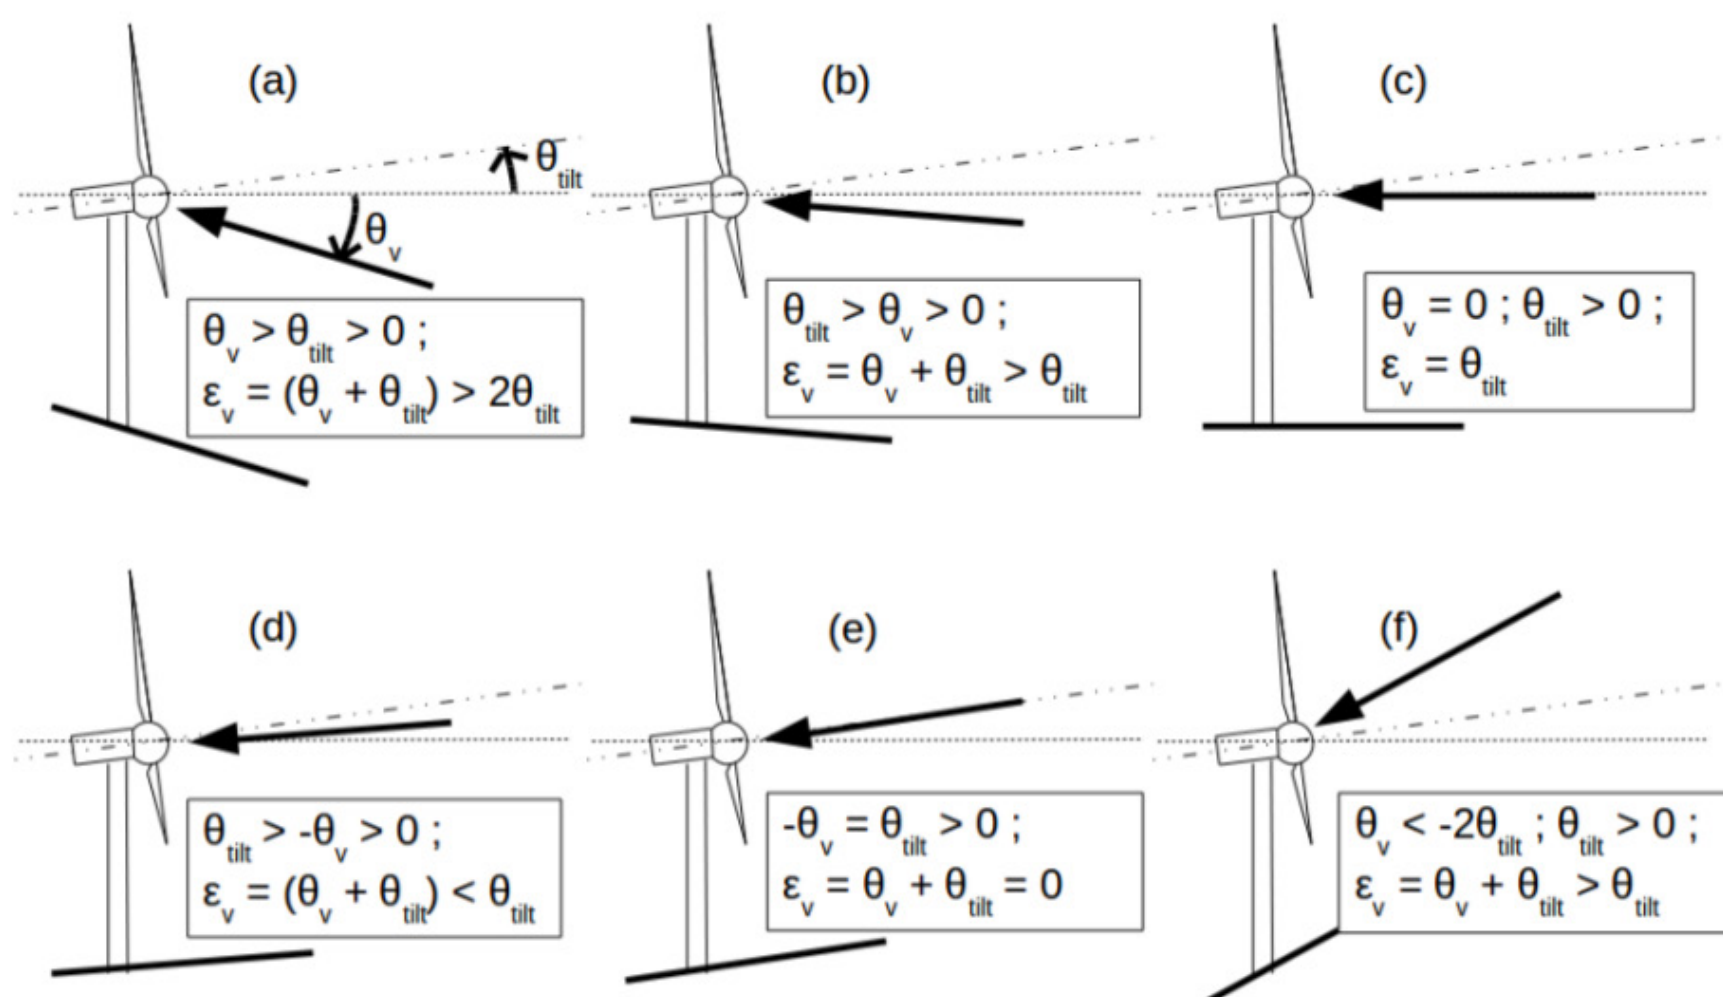 (a)
θtilt
θv
θv > θtilt > 0 ;
εv = (θv + θtilt) > 2θtilt
(b)
θtilt > θv > 0 ;
εv = θv + θtilt > θtilt
(c)
θv = 0 ; θtilt > 0 ;
εv = θtilt
(d)
θtilt > -θv > 0 ;
εv = (θv + θtilt) < θtilt
(e)
-θv = θtilt > 0 ;
εv = θv + θtilt = 0
(f)
θv < -2θtilt ; θtilt > 0 ;
εv = θv + θtilt > θtilt